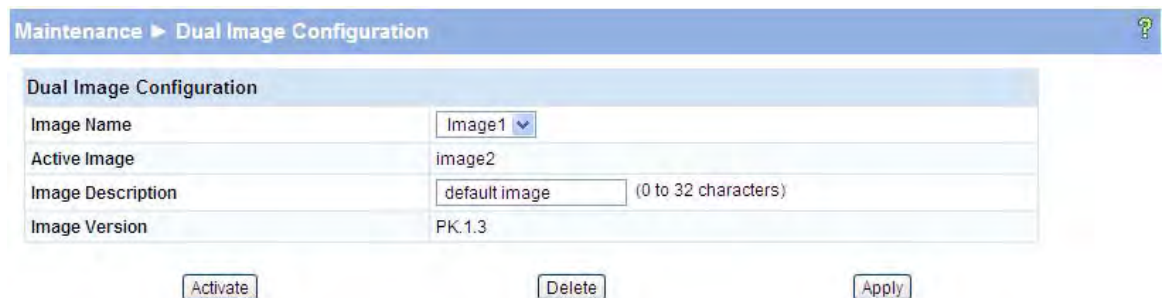 Maintenance ► Dual Image Configuration ?
Dual Image Configuration
Image Name Image1
Active Image image2
Image Description default image (0 to 32 characters)
Image Version PK.1.3
Activate Delete Apply